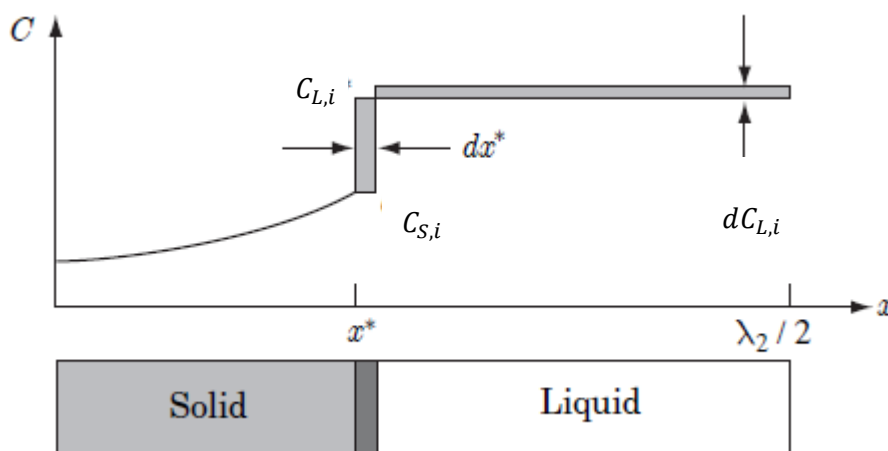 C
C_{L,i}
dx*
C_{S,i}
dC_{L,i}
x
x*
λ₂ / 2
Solid
Liquid